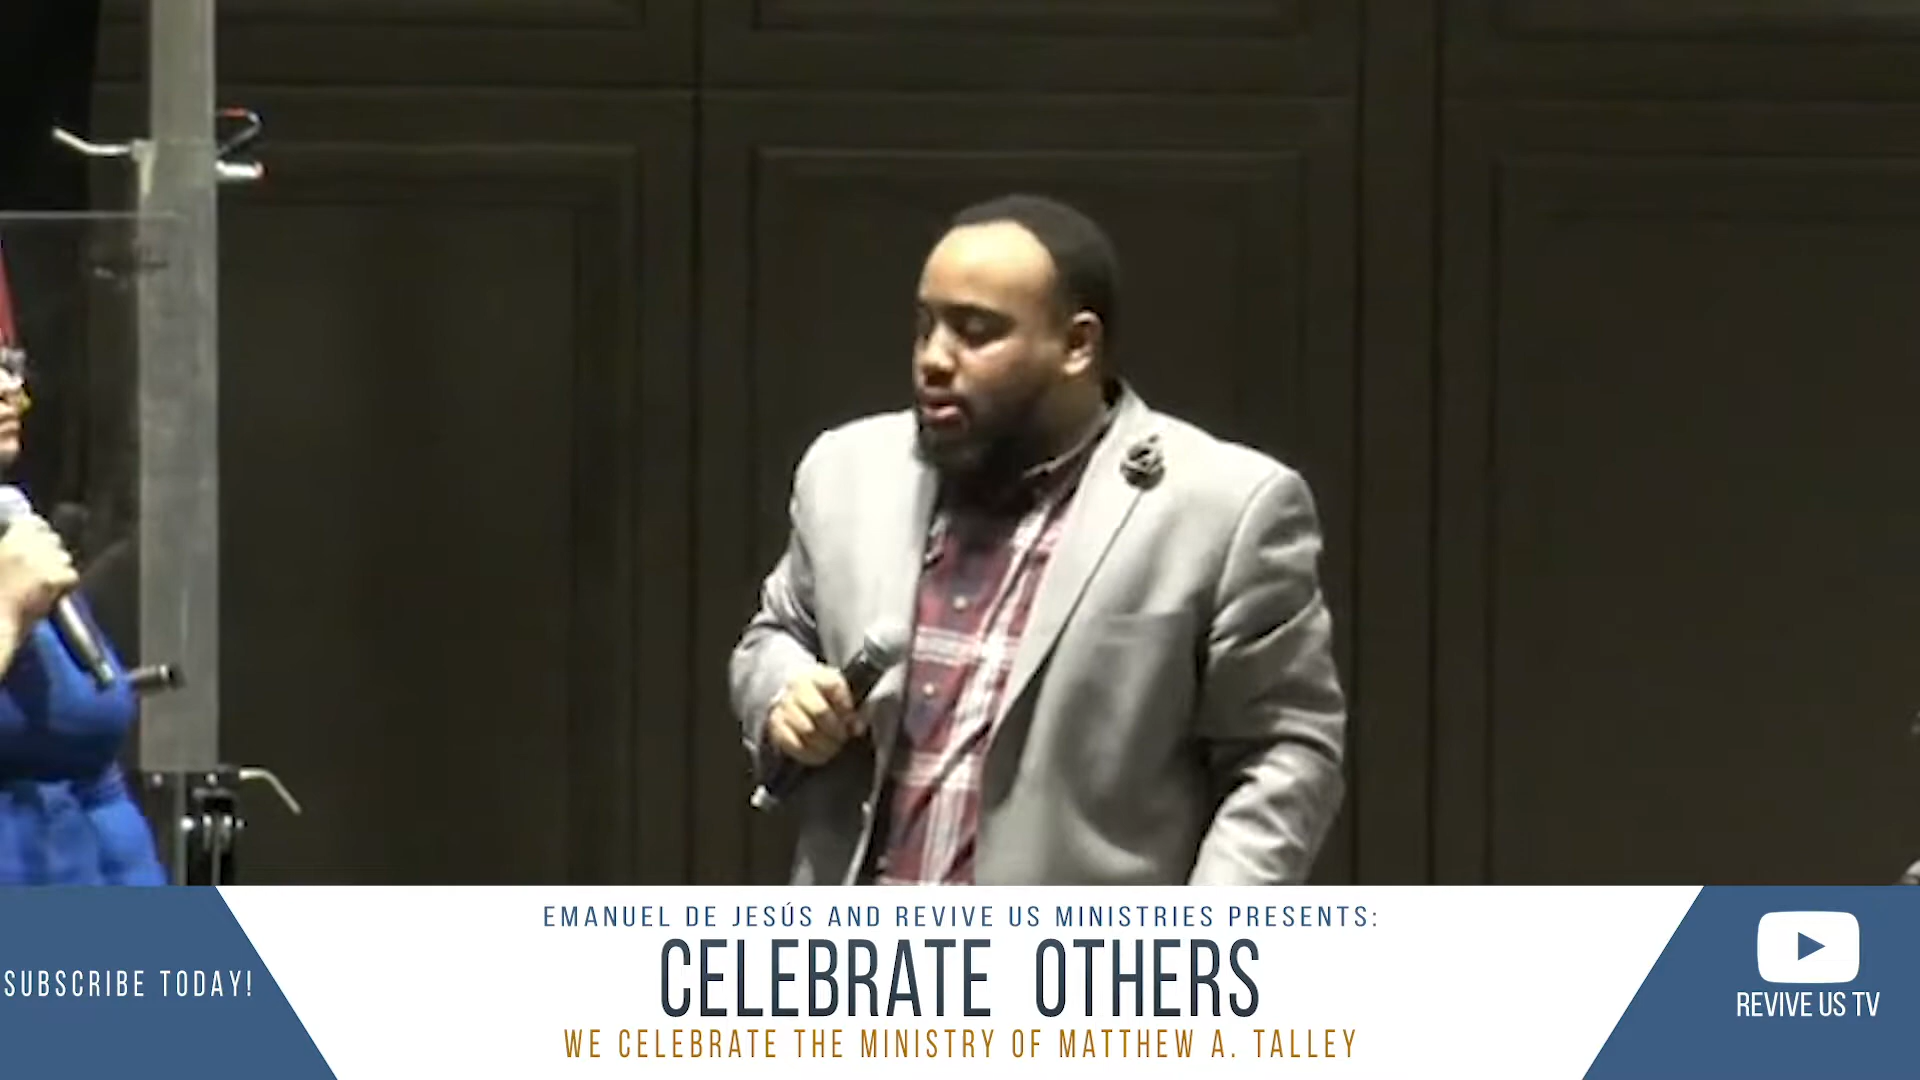 EMANUEL DE JESÚS AND REVIVE US MINISTRIES PRESENTS:
CELEBRATE OTHERS
WE CELEBRATE THE MINISTRY OF MATTHEW A. TALLEY
SUBSCRIBE TODAY!
REVIVE US TV